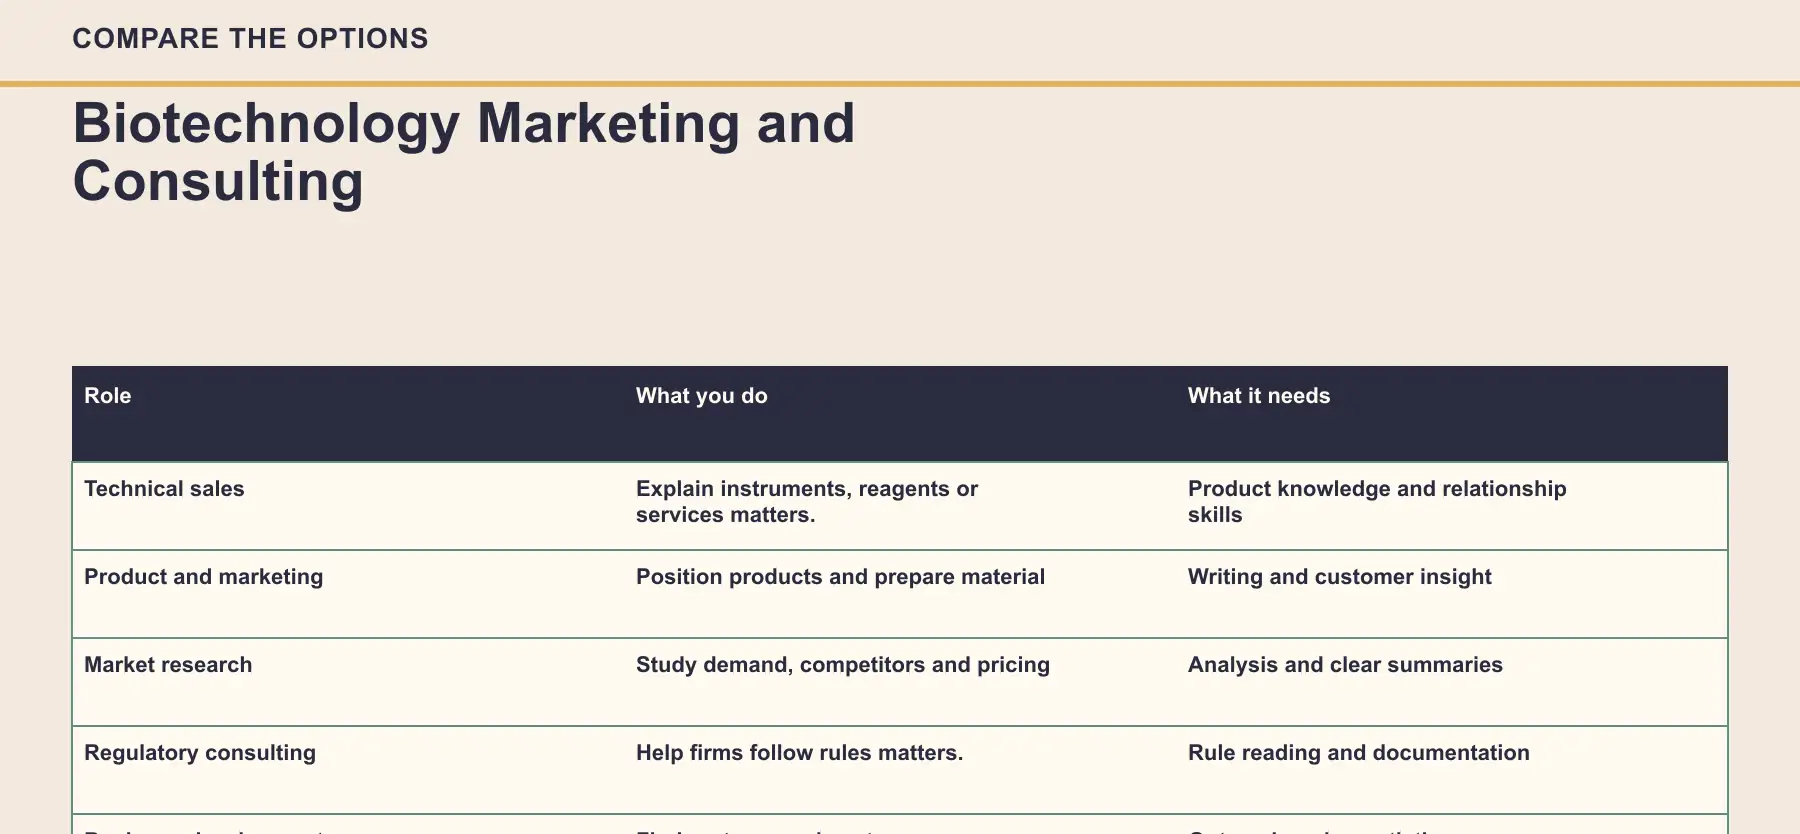 COMPARE THE OPTIONS
Biotechnology Marketing and
Consulting
Role
What you do
What it needs
Technical sales
Explain instruments, reagents or
services matters.
Product knowledge and relationship
skills
Product and marketing
Position products and prepare material
Writing and customer insight
Market research
Study demand, competitors and pricing
Analysis and clear summaries
Regulatory consulting
Help firms follow rules matters.
Rule reading and documentation